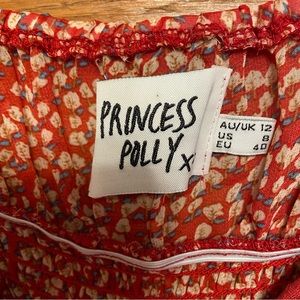 PRINCESS
POLLY X
AU/UK 12
US 8
EU 40